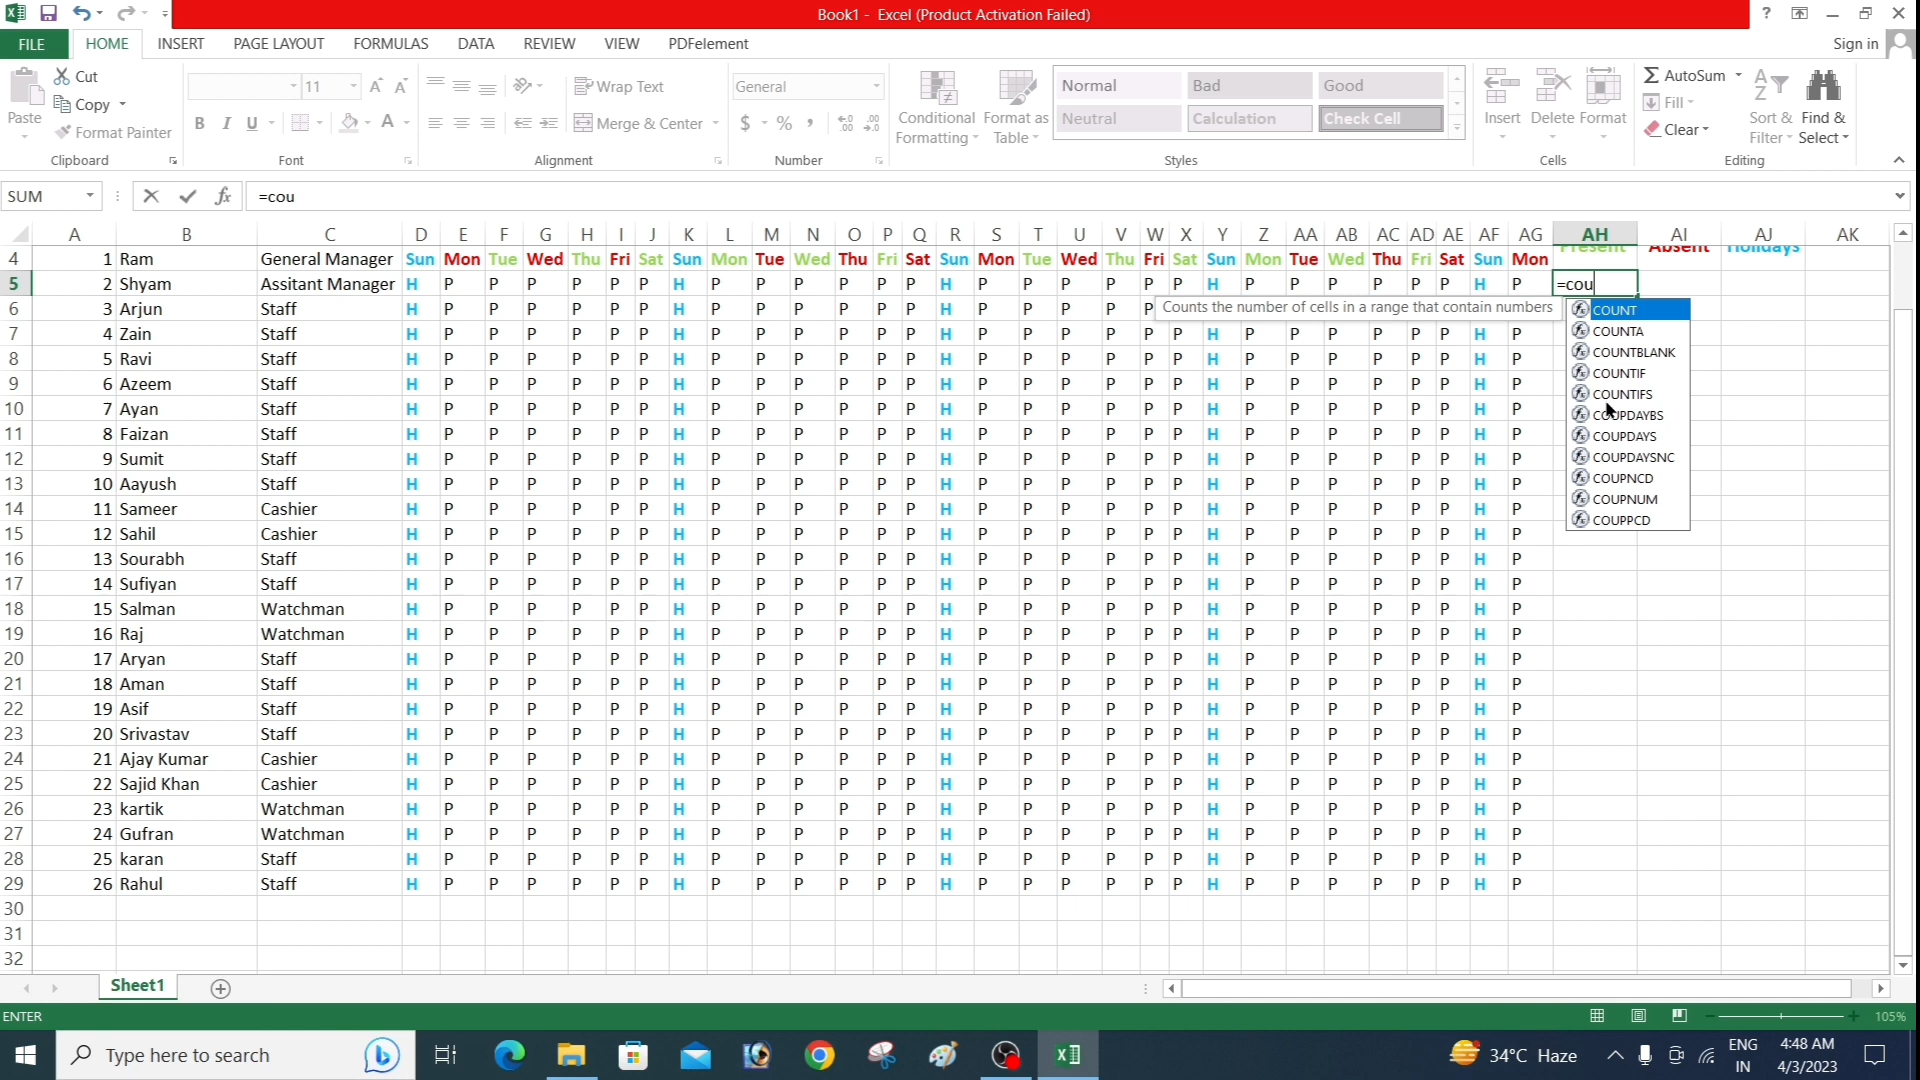 Book1 - Excel (Product Activation Failed)
FILE HOME INSERT PAGE LAYOUT FORMULAS DATA REVIEW VIEW PDFelement Sign in
Paste Cut Copy Format Painter Clipboard
11 Font
Wrap Text Merge & Center Alignment
General Number
Conditional Formatting Format as Table
Normal Bad Good
Neutral Calculation Check Cell
Styles
Insert Delete Format Cells
AutoSum Fill Clear Sort & Filter Find & Select Editing
SUM =cou
A B C D E F G H I J K L M N O P Q R S T U V W X Y Z AA AB AC AD AE AF AG AH AI AJ AK
Present Absent Holidays
4 1 Ram General Manager Sun Mon Tue Wed Thu Fri Sat Sun Mon Tue Wed Thu Fri Sat Sun Mon Tue Wed Thu Fri Sat Sun Mon Tue Wed Thu Fri Sat Sun Mon
5 2 Shyam Assitant Manager H P P P P P P H P P P P P P H P P P P P P H P P P P P P H P =cou
6 3 Arjun Staff H P P P P P P H P P P P P P H P P P P P Counts the number of cells in a range that contain numbers COUNT
7 4 Zain Staff H P P P P P P H P P P P P P H P P P P P P H P P P P P P H P COUNTA
8 5 Ravi Staff H P P P P P P H P P P P P P H P P P P P P H P P P P P P H P COUNTBLANK
9 6 Azeem Staff H P P P P P P H P P P P P P H P P P P P P H P P P P P P H P COUNTIF
10 7 Ayan Staff H P P P P P P H P P P P P P H P P P P P P H P P P P P P H P COUNTIFS
11 8 Faizan Staff H P P P P P P H P P P P P P H P P P P P P H P P P P P P H P COUPDAYBS
12 9 Sumit Staff H P P P P P P H P P P P P P H P P P P P P H P P P P P P H P COUPDAYS
13 10 Aayush Staff H P P P P P P H P P P P P P H P P P P P P H P P P P P P H P COUPDAYSNC
14 11 Sameer Cashier H P P P P P P H P P P P P P H P P P P P P H P P P P P P H P COUPNCD
15 12 Sahil Cashier H P P P P P P H P P P P P P H P P P P P P H P P P P P P H P COUPNUM
16 13 Sourabh Staff H P P P P P P H P P P P P P H P P P P P P H P P P P P P H P COUPPCD
17 14 Sufiyan Staff H P P P P P P H P P P P P P H P P P P P P H P P P P P P H P
18 15 Salman Watchman H P P P P P P H P P P P P P H P P P P P P H P P P P P P H P
19 16 Raj Watchman H P P P P P P H P P P P P P H P P P P P P H P P P P P P H P
20 17 Aryan Staff H P P P P P P H P P P P P P H P P P P P P H P P P P P P H P
21 18 Aman Staff H P P P P P P H P P P P P P H P P P P P P H P P P P P P H P
22 19 Asif Staff H P P P P P P H P P P P P P H P P P P P P H P P P P P P H P
23 20 Srivastav Staff H P P P P P P H P P P P P P H P P P P P P H P P P P P P H P
24 21 Ajay Kumar Cashier H P P P P P P H P P P P P P H P P P P P P H P P P P P P H P
25 22 Sajid Khan Cashier H P P P P P P H P P P P P P H P P P P P P H P P P P P P H P
26 23 kartik Watchman H P P P P P P H P P P P P P H P P P P P P H P P P P P P H P
27 24 Gufran Watchman H P P P P P P H P P P P P P H P P P P P P H P P P P P P H P
28 25 karan Staff H P P P P P P H P P P P P P H P P P P P P H P P P P P P H P
29 26 Rahul Staff H P P P P P P H P P P P P P H P P P P P P H P P P P P P H P
30
31
32
Sheet1
ENTER 105%
Type here to search 34°C Haze ENG IN 4:48 AM 4/3/2023